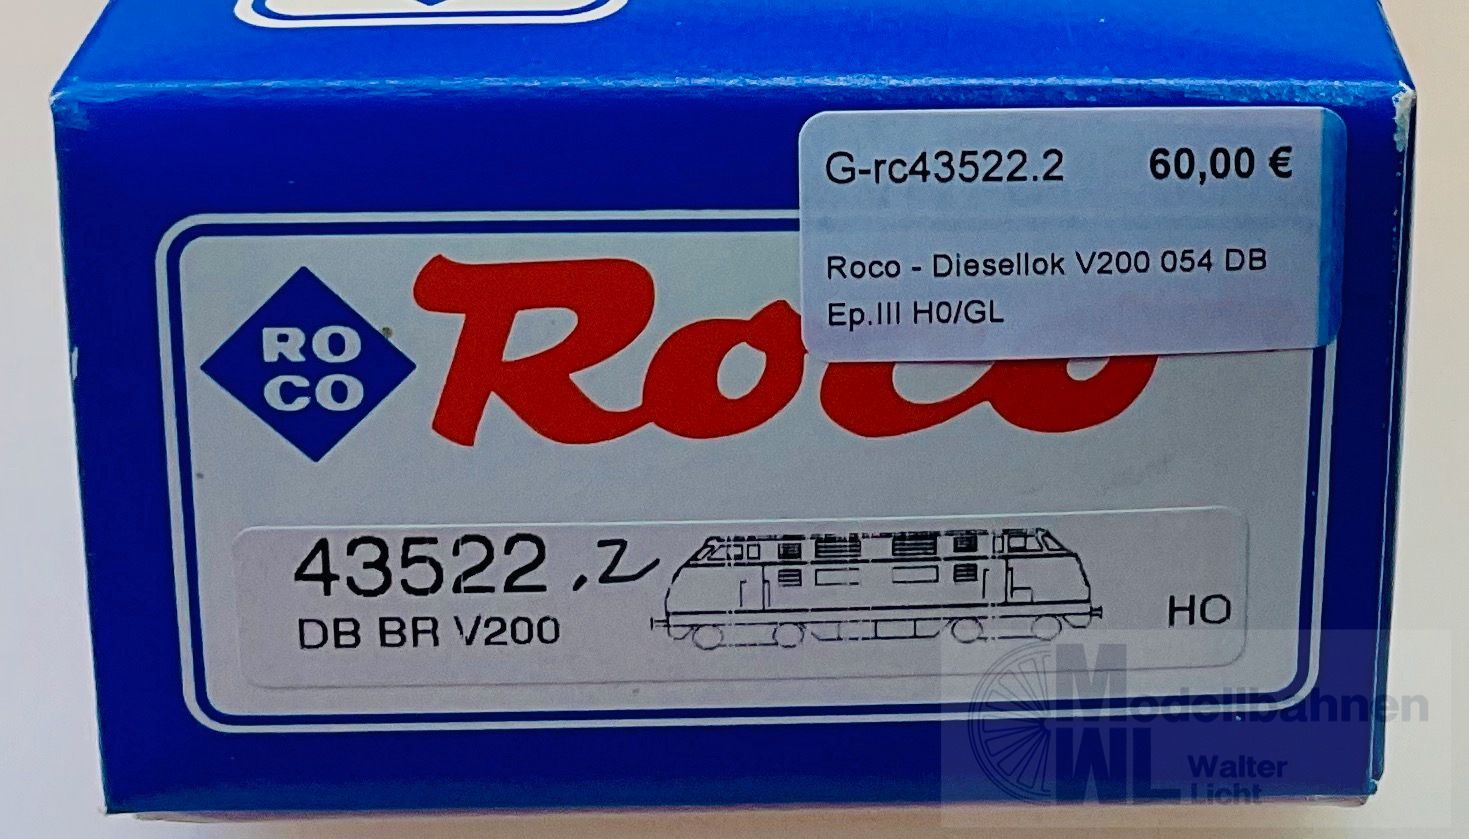 G-rc43522.2 60,00 €
Roco - Diesellok V200 054 DB
Ep.III H0/GL
RO
CO
Roco
43522 .2
DB BR V200
HO
Modellbahnen
WL Walter
Licht